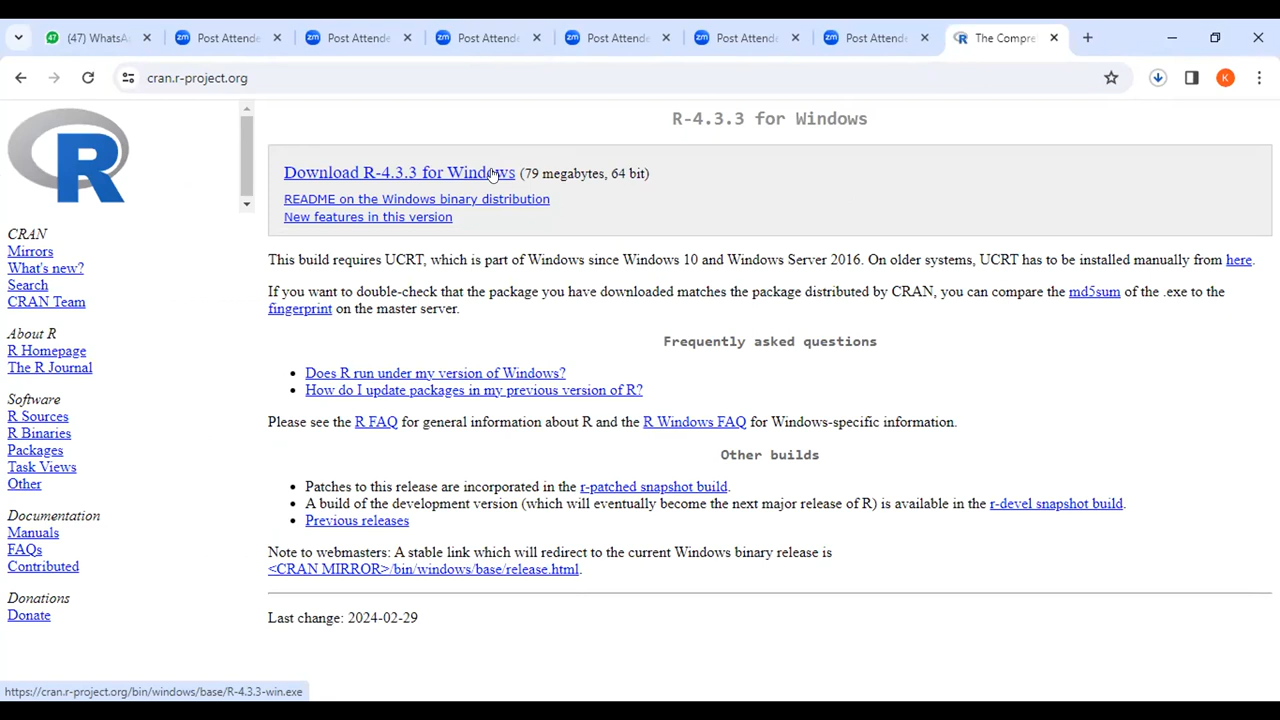 47 (47) WhatsA
zm Post Attende
zm Post Attende
zm Post Attende
zm Post Attende
zm Post Attende
zm Post Attende
R The Compre
cran.r-project.org
K
R
CRAN
Mirrors
What's new?
Search
CRAN Team
About R
R Homepage
The R Journal
Software
R Sources
R Binaries
Packages
Task Views
Other
Documentation
Manuals
FAQs
Contributed
Donations
Donate
R-4.3.3 for Windows
Download R-4.3.3 for Windows (79 megabytes, 64 bit)
README on the Windows binary distribution
New features in this version
This build requires UCRT, which is part of Windows since Windows 10 and Windows Server 2016. On older systems, UCRT has to be installed manually from here.
If you want to double-check that the package you have downloaded matches the package distributed by CRAN, you can compare the md5sum of the .exe to the
fingerprint on the master server.
Frequently asked questions
• Does R run under my version of Windows?
• How do I update packages in my previous version of R?
Please see the R FAQ for general information about R and the R Windows FAQ for Windows-specific information.
Other builds
• Patches to this release are incorporated in the r-patched snapshot build.
• A build of the development version (which will eventually become the next major release of R) is available in the r-devel snapshot build.
• Previous releases
Note to webmasters: A stable link which will redirect to the current Windows binary release is
<CRAN MIRROR>/bin/windows/base/release.html.
Last change: 2024-02-29
https://cran.r-project.org/bin/windows/base/R-4.3.3-win.exe